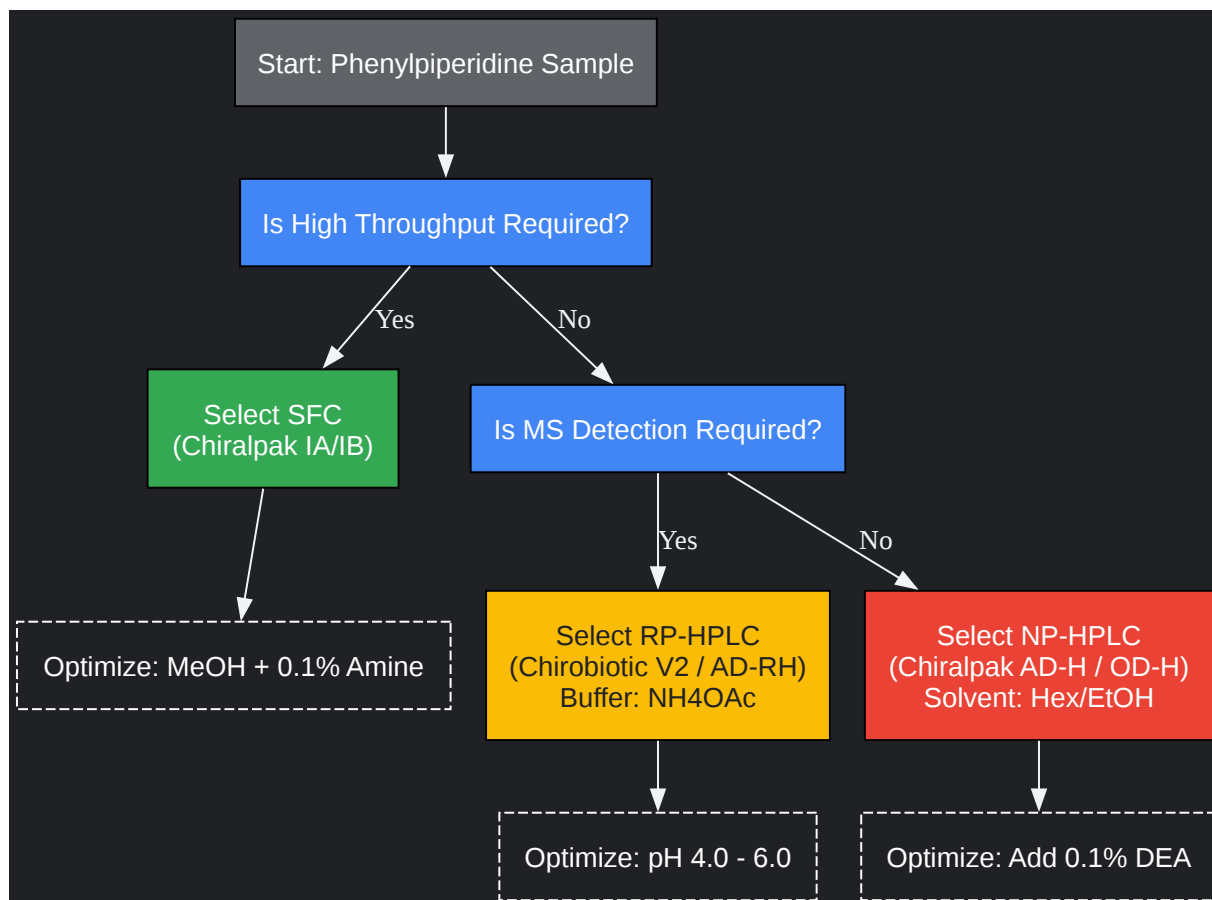 Start: Phenylpiperidine Sample
Is High Throughput Required?
Yes
No
Select SFC
(Chiralpak IA/IB)
Is MS Detection Required?
Yes
No
Optimize: MeOH + 0.1% Amine
Select RP-HPLC
(Chirobiotic V2 / AD-RH)
Buffer: NH4OAc
Select NP-HPLC
(Chiralpak AD-H / OD-H)
Solvent: Hex/EtOH
Optimize: pH 4.0 - 6.0
Optimize: Add 0.1% DEA